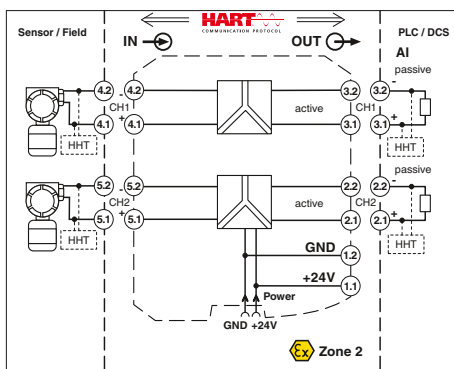 HART
COMMUNICATION PROTOCOL
Sensor / Field
IN
OUT
PLC / DCS
AI
passive
4.2 - 4.2 3.2 3.2 -
CH1 CH1
4.1 + 4.1 active 3.1 3.1 +
HHT HHT
passive
5.2 - 5.2 2.2 2.2 -
CH2 CH2
5.1 + 5.1 active 2.1 2.1 +
HHT HHT
GND 1.2
+24V 1.1
Power
GND +24V
Ex Zone 2